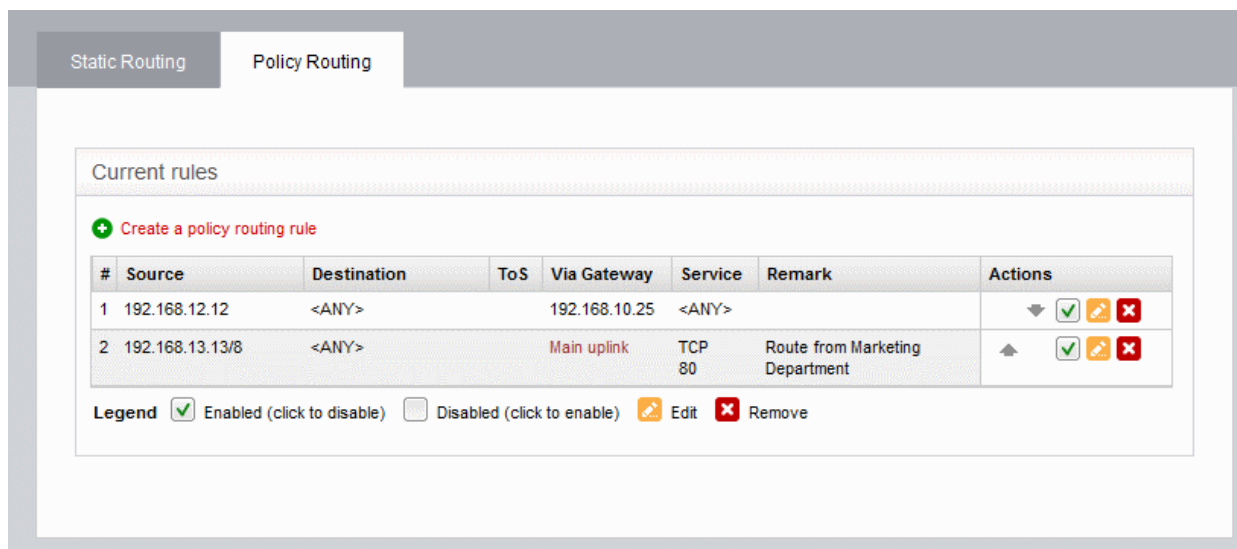 Static Routing Policy Routing
Current rules
Create a policy routing rule
# Source Destination ToS Via Gateway Service Remark Actions
1 192.168.12.12 <ANY> 192.168.10.25 <ANY>
2 192.168.13.13/8 <ANY> Main uplink TCP Route from Marketing
80 Department
Legend Enabled (click to disable) Disabled (click to enable) Edit Remove